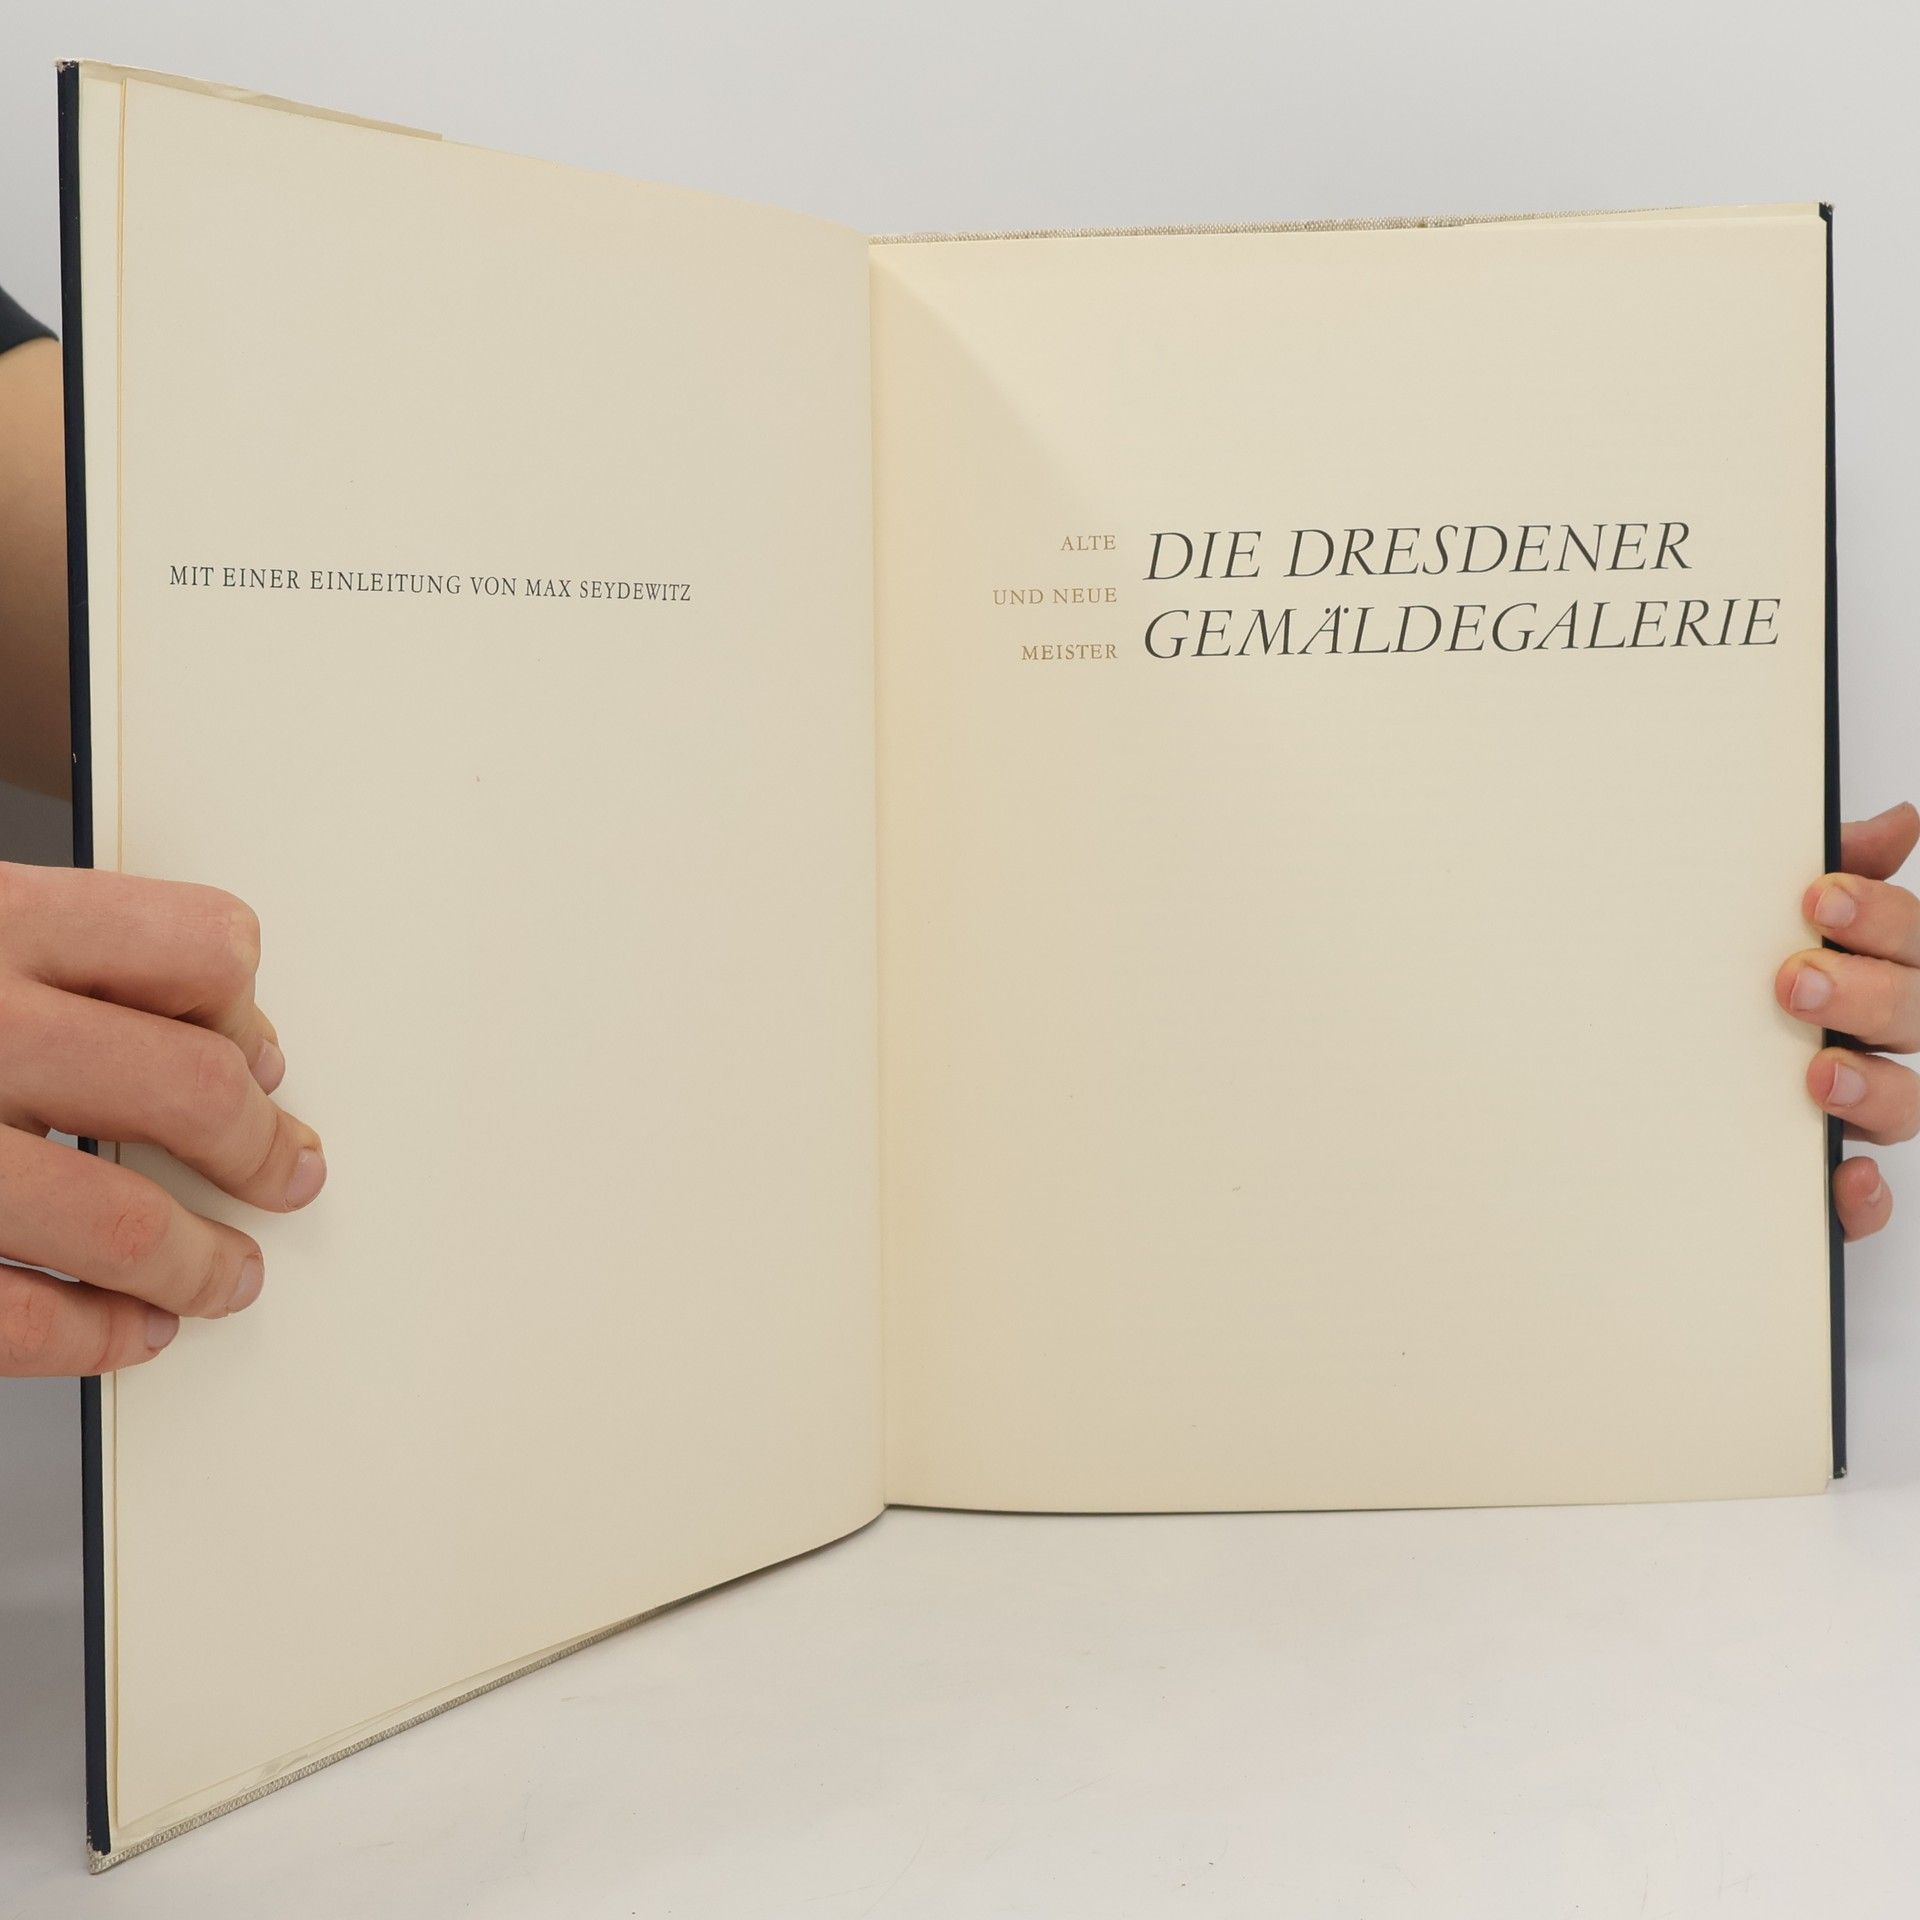 MIT EINER EINLEITUNG VON MAX SEYDEWITZ
ALTE
UND NEUE
MEISTER
DIE DRESDENER
GEMÄLDEGALERIE